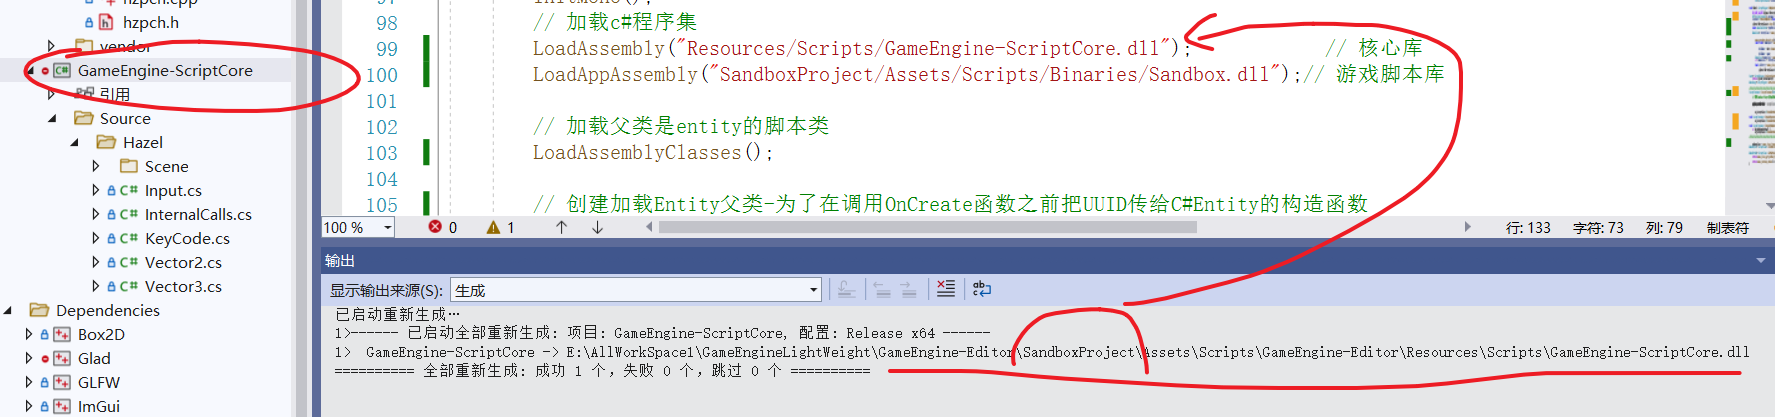 hzpch.cpp
hzpch.h
vendor
GameEngine-ScriptCore
引用
Source
Hazel
Scene
C# Input.cs
C# InternalCalls.cs
C# KeyCode.cs
C# Vector2.cs
C# Vector3.cs
Dependencies
Box2D
Glad
GLFW
ImGui
97 InitMono();
98 // 加载c#程序集
99 LoadAssembly("Resources/Scripts/GameEngine-ScriptCore.dll"); // 核心库
100 LoadAppAssembly("SandboxProject/Assets/Scripts/Binaries/Sandbox.dll");// 游戏脚本库
101
102 // 加载父类是entity的脚本类
103 LoadAssemblyClasses();
104
105 // 创建加载Entity父类-为了在调用OnCreate函数之前把UUID传给C#Entity的构造函数
100 % 0 1 行: 133 字符: 73 列: 79 制表符
输出
显示输出来源(S): 生成
已启动重新生成…
1>------ 已启动全部重新生成: 项目: GameEngine-ScriptCore, 配置: Release x64 ------
1> GameEngine-ScriptCore -> E:\AllWorkSpace1\GameEngineLightWeight\GameEngine-Editor\SandboxProject\Assets\Scripts\GameEngine-Editor\Resources\Scripts\GameEngine-ScriptCore.dll
========== 全部重新生成: 成功 1 个，失败 0 个，跳过 0 个 ==========